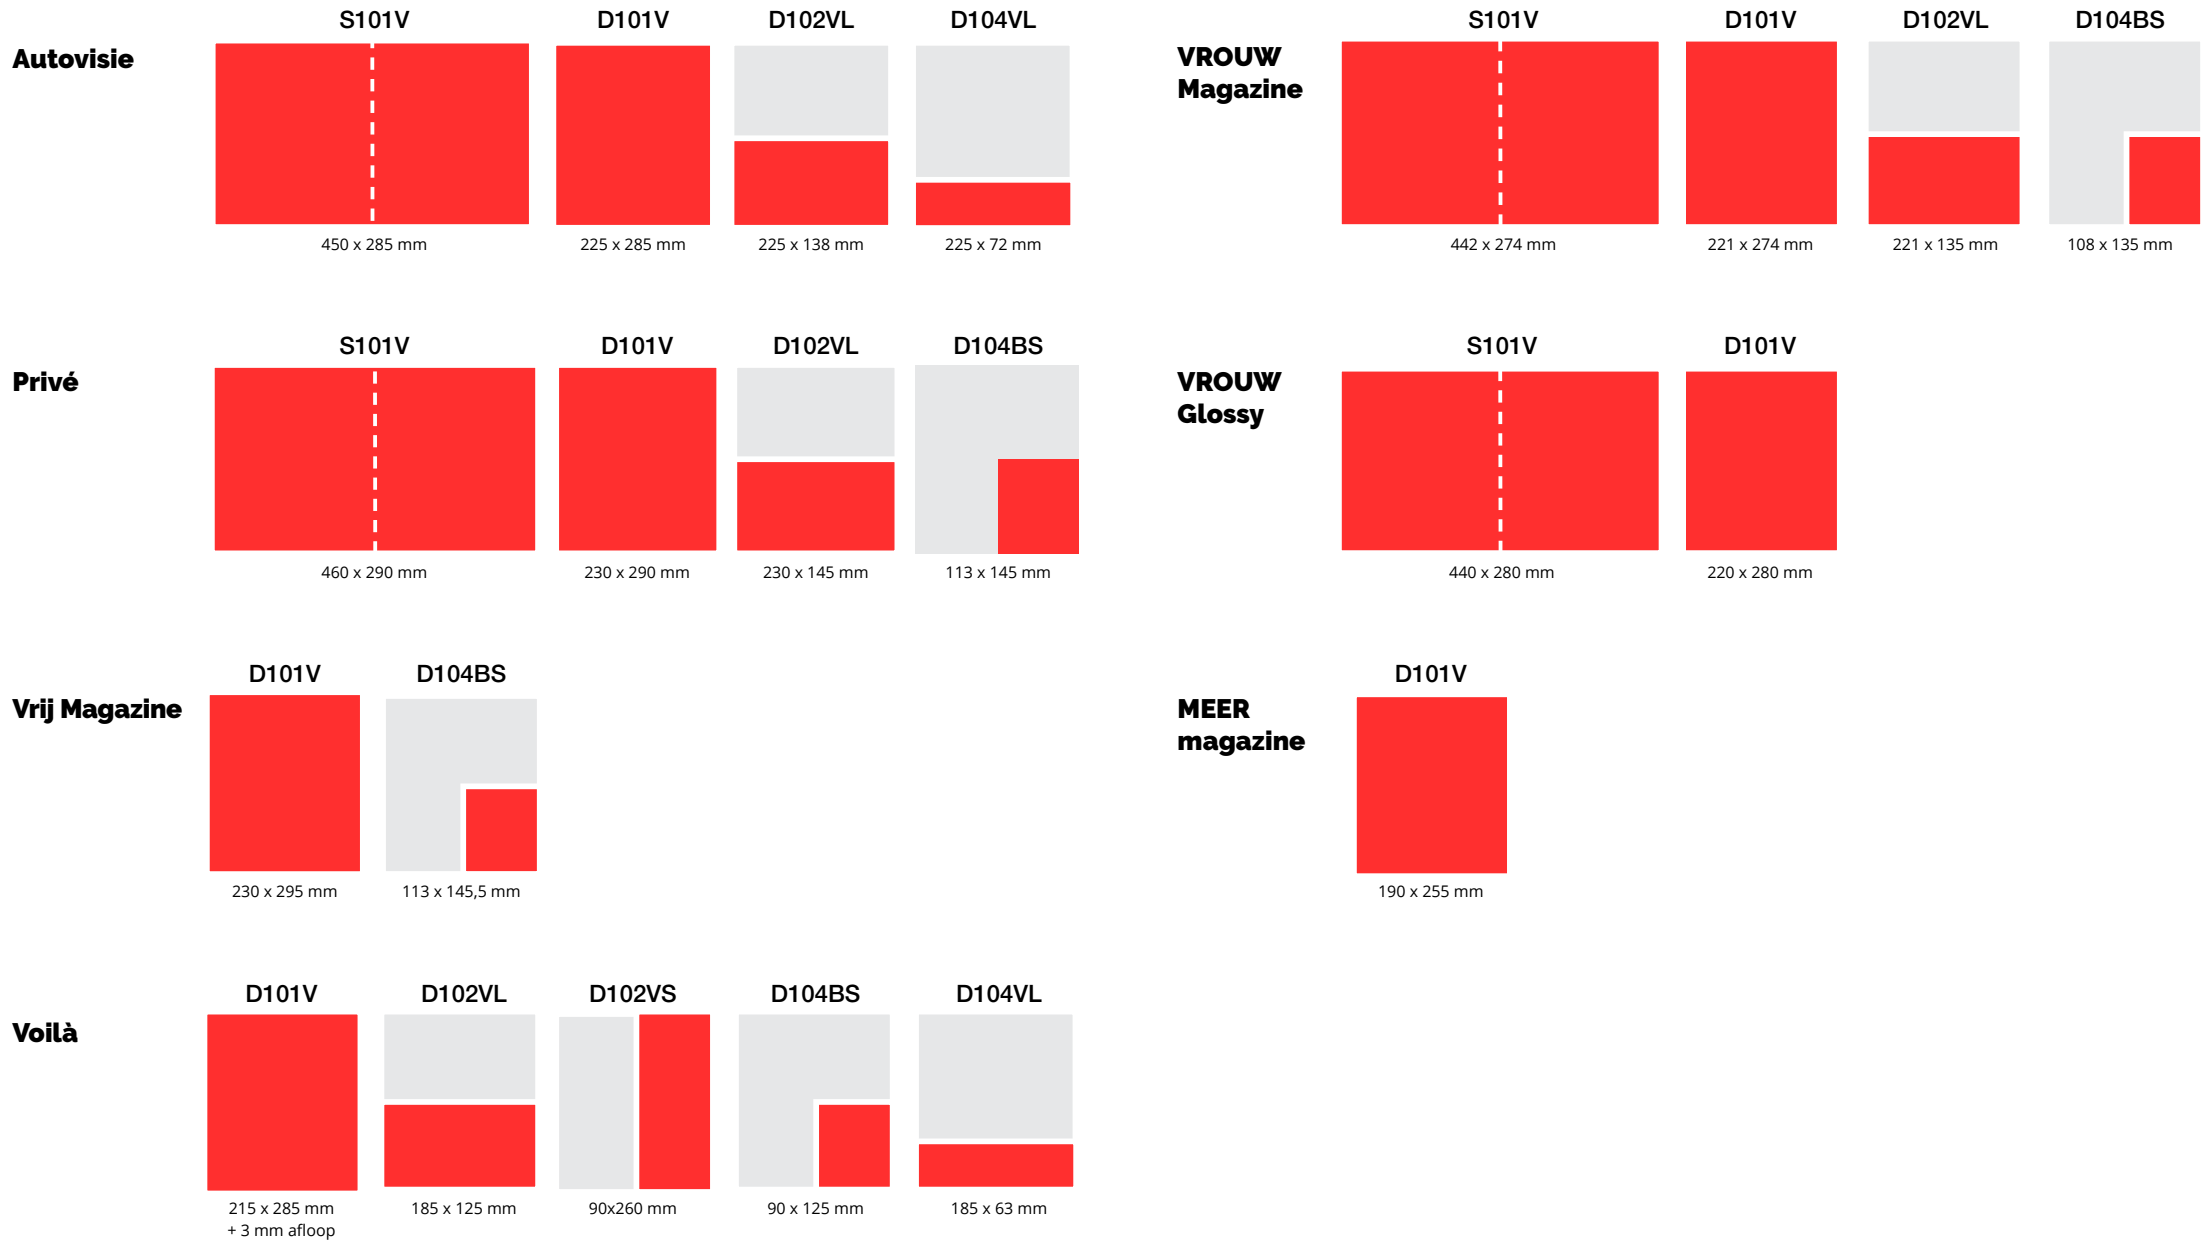 Autovisie
S101V
D101V
D102VL
D104VL
450 x 285 mm
225 x 285 mm
225 x 138 mm
225 x 72 mm
VROUW
Magazine
S101V
D101V
D102VL
D104BS
442 x 274 mm
221 x 274 mm
221 x 135 mm
108 x 135 mm
Privé
S101V
D101V
D102VL
D104BS
460 x 290 mm
230 x 290 mm
230 x 145 mm
113 x 145 mm
VROUW
Glossy
S101V
D101V
440 x 280 mm
220 x 280 mm
Vrij Magazine
D101V
D104BS
230 x 295 mm
113 x 145,5 mm
MEER
magazine
D101V
190 x 255 mm
Voilà
D101V
D102VL
D102VS
D104BS
D104VL
215 x 285 mm
+ 3 mm afloop
185 x 125 mm
90x260 mm
90 x 125 mm
185 x 63 mm